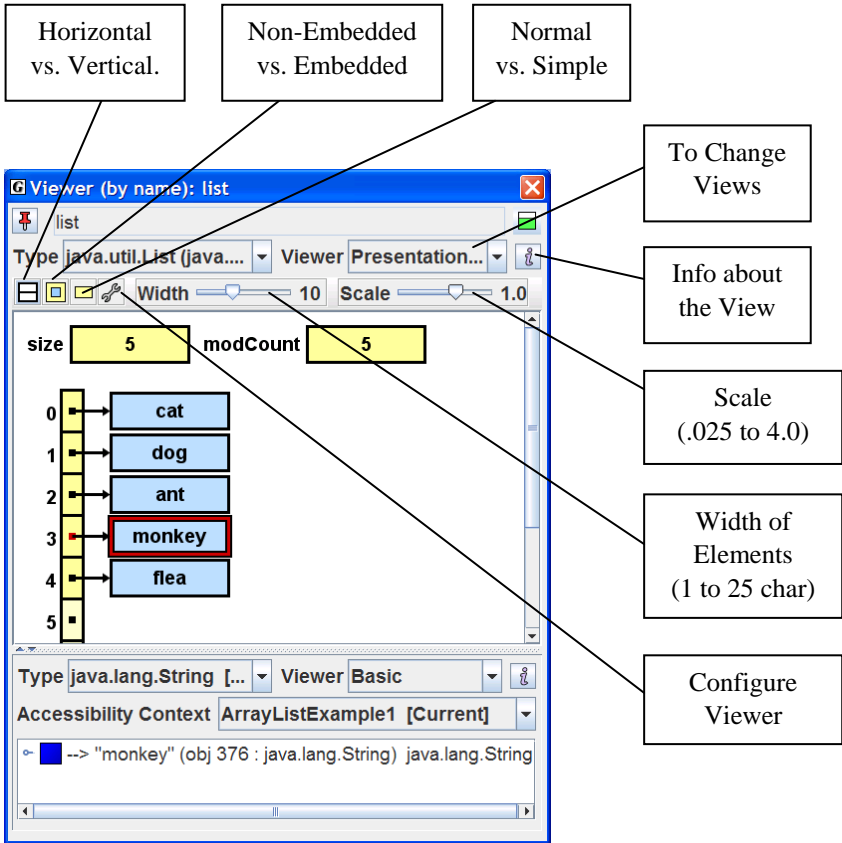 Horizontal
vs. Vertical.
Non-Embedded
vs. Embedded
Normal
vs. Simple
To Change
Views
Info about
the View
Scale
(.025 to 4.0)
Width of
Elements
(1 to 25 char)
Configure
Viewer
G Viewer (by name): list
list
Type java.util.List (java.... Viewer Presentation... i
Width 10 Scale 1.0
size 5 modCount 5
0 cat
1 dog
2 ant
3 monkey
4 flea
5
Type java.lang.String [... Viewer Basic i
Accessibility Context ArrayListExample1 [Current]
--> "monkey" (obj 376 : java.lang.String) java.lang.String